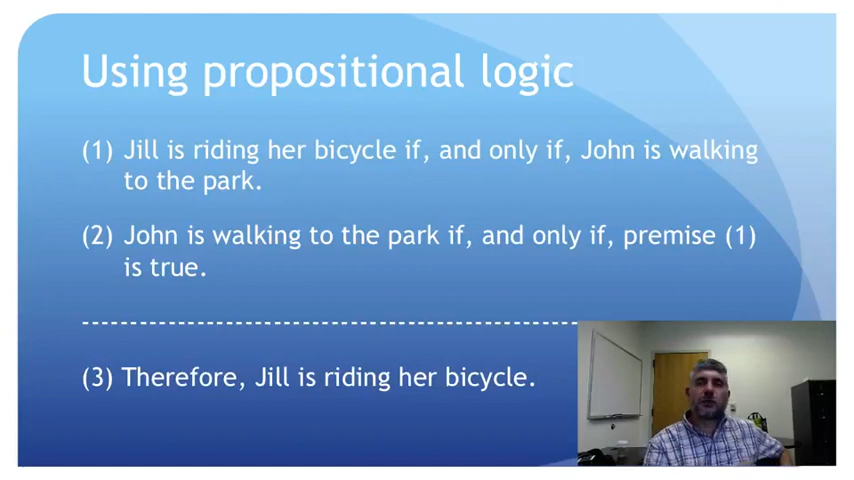 Using propositional logic
(1) Jill is riding her bicycle if, and only if, John is walking
to the park.
(2) John is walking to the park if, and only if, premise (1)
is true.
------------------------------------------------------------
(3) Therefore, Jill is riding her bicycle.